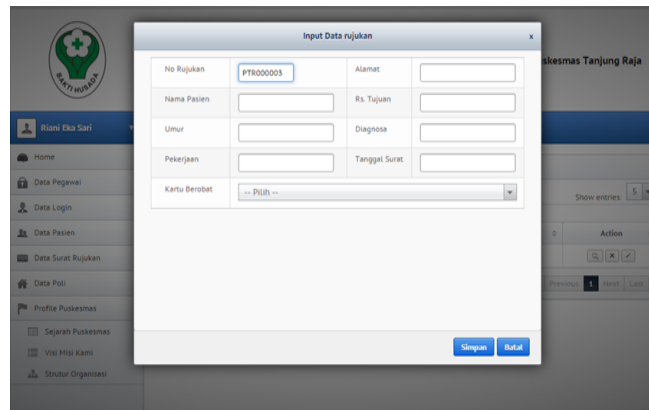 Input Data rujukan x
BAKTI HUSADA
skesmas Tanjung Raja
No Rujukan PTR000003 Alamat
Nama Pasien Rs. Tujuan
Riani Eka Sari
Umur Diagnosa
Home
Pekerjaan Tanggal Surat
Data Pegawai
Kartu Berobat -- Pilih --
Show entries: 5
Data Login
Data Pasien
Action
Data Surat Rujukan
Data Poli
Previous 1 Next Last
Profile Puskesmas
Sejarah Puskesmas
Visi Misi Kami
Simpan Batal
Strutur Organisasi